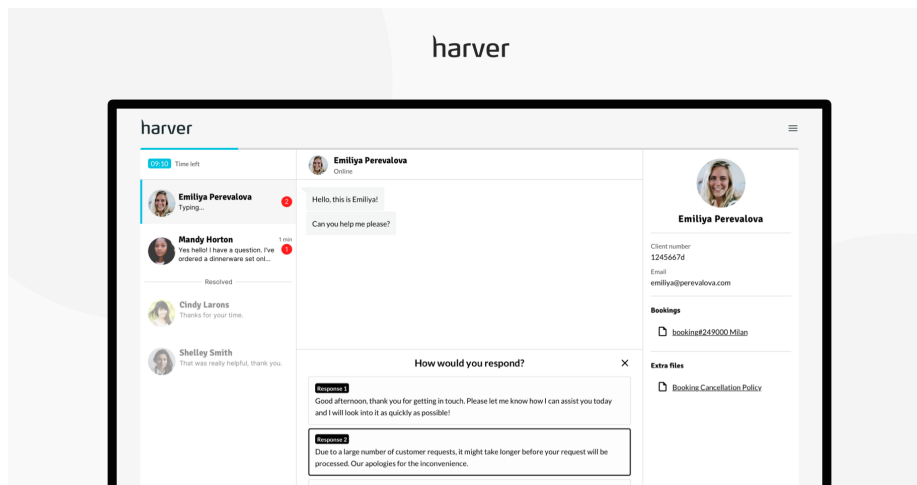 harver
harver
09:10 Time left
Emiliya Perevalova
Typing...
2
Mandy Horton
1 min
Yes hello! I have a question. I've
ordered a dinnerware set onl...
1
Resolved
Cindy Larons
Thanks for your time.
Shelley Smith
That was really helpful, thank you.
Emiliya Perevalova
Online
Hello, this is Emiliya!
Can you help me please?
How would you respond?
Response 1
Good afternoon, thank you for getting in touch. Please let me know how I can assist you today
and I will look into it as quickly as possible!
Response 2
Due to a large number of customer requests, it might take longer before your request will be
processed. Our apologies for the inconvenience.
Emiliya Perevalova
Client number
1245667d
Email
emiliya@perevalova.com
Bookings
booking#249000 Milan
Extra files
Booking Cancellation Policy